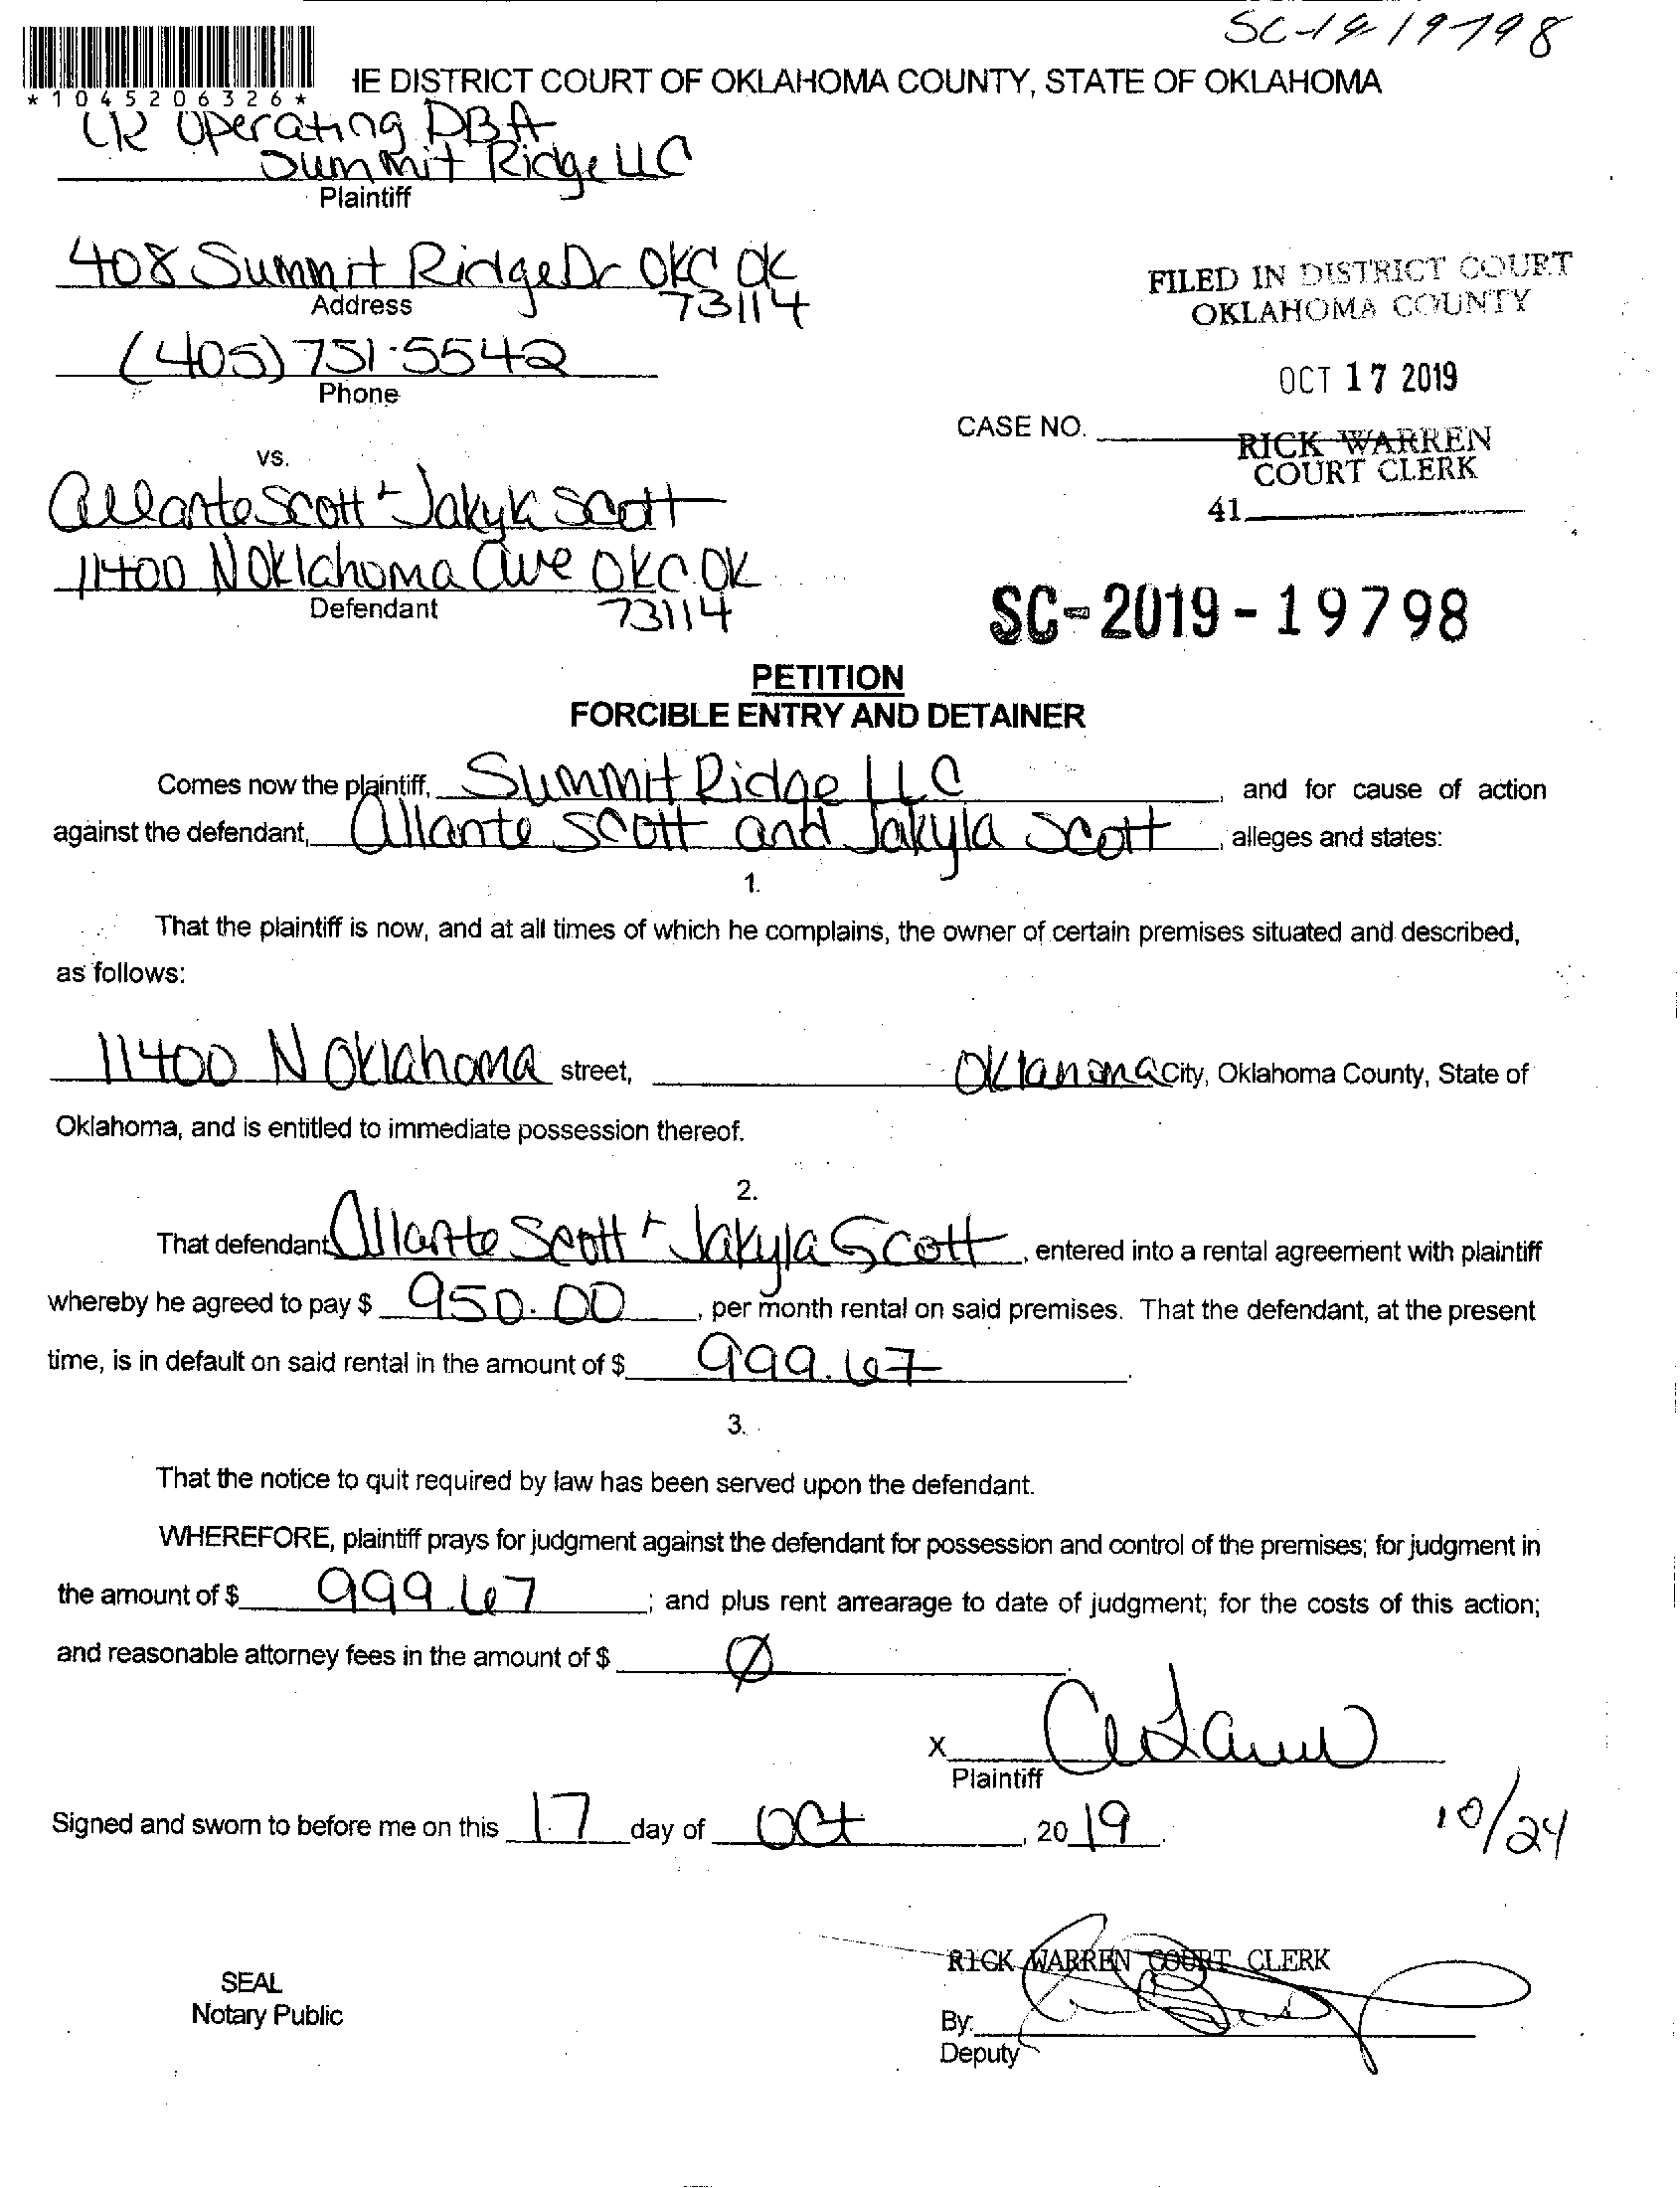 SC-19-19798
*1045206326*
IE DISTRICT COURT OF OKLAHOMA COUNTY, STATE OF OKLAHOMA
LR Operating DBA
Summit Ridge LLC
Plaintiff
408 Summit Ridge Dr OKC OK
73114
Address
(405) 751-5542
Phone
FILED IN DISTRICT COURT
OKLAHOMA COUNTY
OCT 17 2019
RICK WARREN
COURT CLERK
41
CASE NO.
vs.
Allante Scott + Jakyla Scott
11400 N Oklahoma Ave OKC OK
73114
Defendant
SC-2019-19798
PETITION
FORCIBLE ENTRY AND DETAINER
Comes now the plaintiff, Summit Ridge LLC and for cause of action
against the defendant, Allante Scott and Jakyla Scott, alleges and states:
1.
That the plaintiff is now, and at all times of which he complains, the owner of certain premises situated and described,
as follows:
11400 N Oklahoma street, Oklahoma City, Oklahoma County, State of
Oklahoma, and is entitled to immediate possession thereof.
2.
That defendant Allante Scott + Jakyla Scott, entered into a rental agreement with plaintiff
whereby he agreed to pay $ 950.00, per month rental on said premises. That the defendant, at the present
time, is in default on said rental in the amount of $ 999.67.
3.
That the notice to quit required by law has been served upon the defendant.
WHEREFORE, plaintiff prays for judgment against the defendant for possession and control of the premises; for judgment in
the amount of $ 999.67; and plus rent arrearage to date of judgment; for the costs of this action;
and reasonable attorney fees in the amount of $ Ø.
X
Plaintiff
Signed and sworn to before me on this 17 day of Oct, 2019.
10/24
RICK WARREN COURT CLERK
SEAL
Notary Public
By:
Deputy